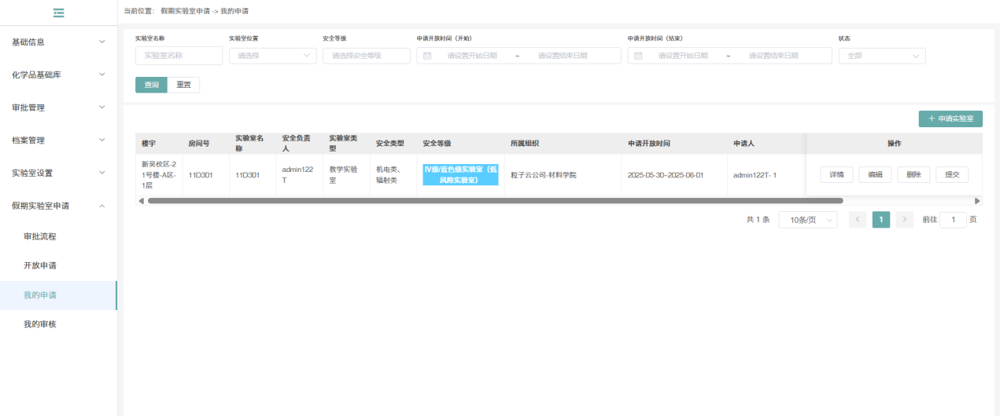 当前位置： 假期实验室申请 -> 我的申请
基础信息
化学品基础库
审批管理
档案管理
实验室设置
假期实验室申请
审批流程
开放申请
我的申请
我的审核
实验室名称 实验室位置 安全等级 申请开放时间（开始） 申请开放时间（结束） 状态
实验室名称 请选择 请选择安全等级 请设置开始日期 ~ 请设置结束日期 请设置开始日期 ~ 请设置结束日期 全部
查询 重置
+ 申请实验室
楼宇 房间号 实验室名称 安全负责人 实验室类型 安全类型 安全等级 所属组织 申请开放时间 申请人 操作
新吴校区-21号楼-A区-1层 11D301 11D301 admin122T 教学实验室 机电类、辐射类 IV级/蓝色级实验室（低风险实验室） 粒子云公司-材料学院 2025-05-30~2025-06-01 admin122T- 1 详情 编辑 删除 提交
共 1 条 10条/页 < 1 > 前往 1 页